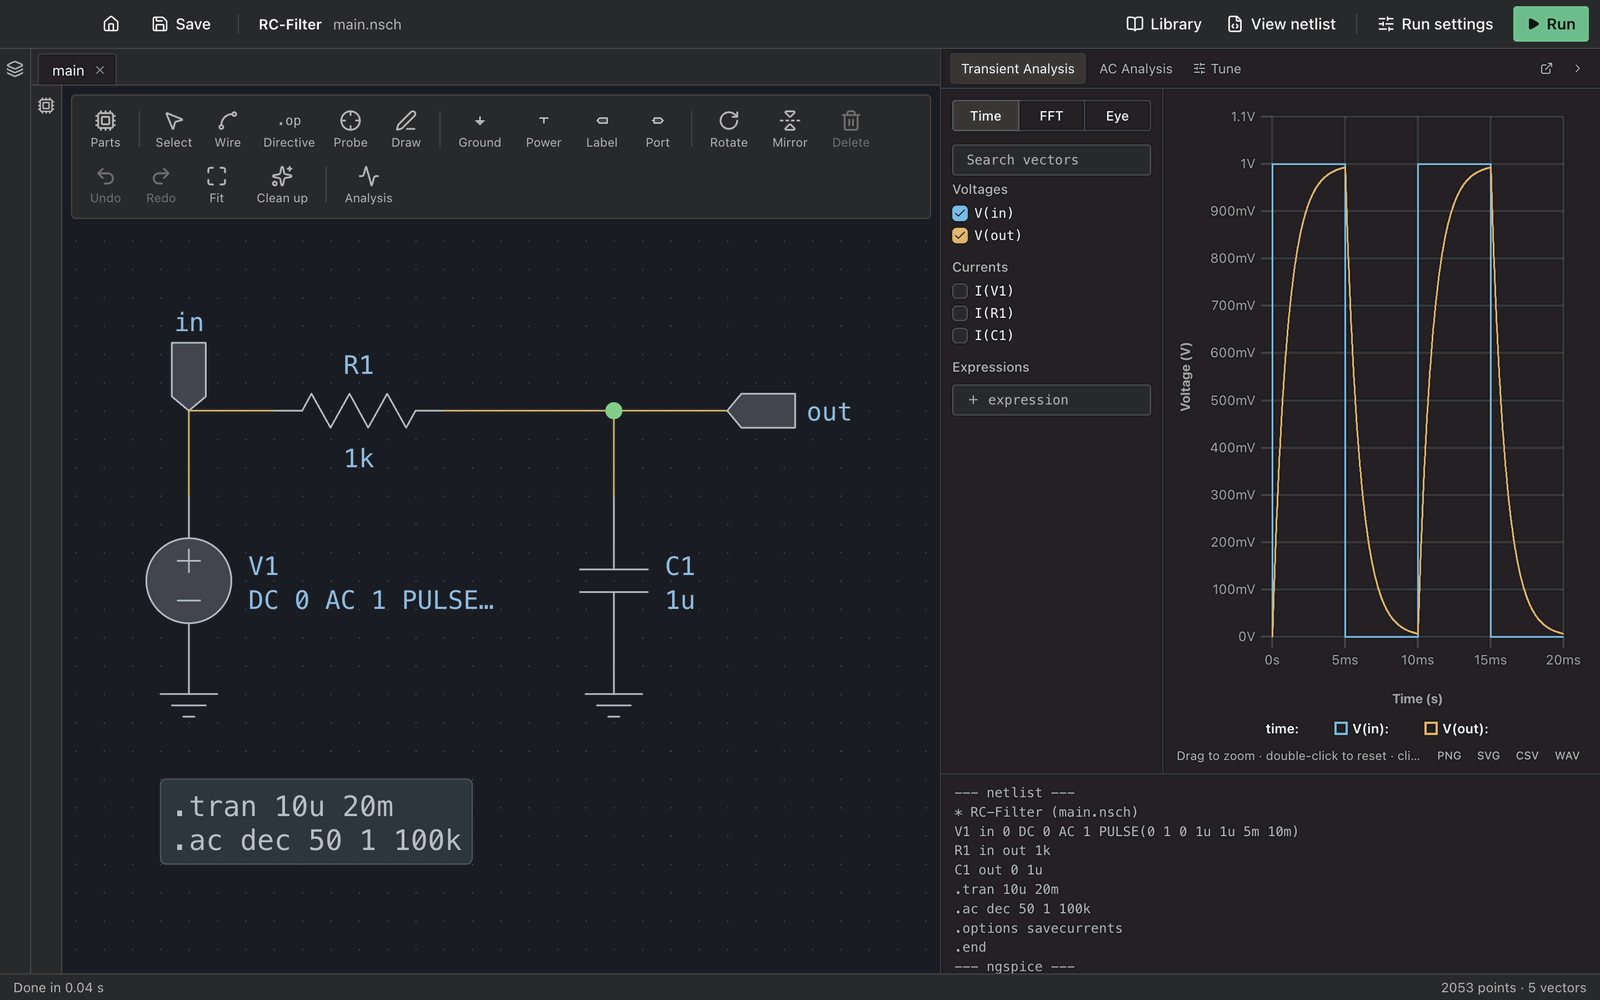 Save
RC-Filter main.nsch
Library
View netlist
Run settings
Run
main
Transient Analysis
AC Analysis
Tune
Parts
Select
Wire
.op
Directive
Probe
Draw
Ground
Power
Label
Port
Rotate
Mirror
Delete
Undo
Redo
Fit
Clean up
Analysis
in
R1
1k
out
V1
DC 0 AC 1 PULSE…
C1
1u
.tran 10u 20m
.ac dec 50 1 100k
Time
FFT
Eye
Search vectors
Voltages
V(in)
V(out)
Currents
I(V1)
I(R1)
I(C1)
Expressions
+ expression
1.1V
1V
900mV
800mV
700mV
600mV
500mV
400mV
300mV
200mV
100mV
0V
Voltage (V)
0s 5ms 10ms 15ms 20ms
Time (s)
time: V(in): V(out):
Drag to zoom · double-click to reset · cli...
PNG SVG CSV WAV
--- netlist ---
* RC-Filter (main.nsch)
V1 in 0 DC 0 AC 1 PULSE(0 1 0 1u 1u 5m 10m)
R1 in out 1k
C1 out 0 1u
.tran 10u 20m
.ac dec 50 1 100k
.options savecurrents
.end
--- ngspice ---
Done in 0.04 s
2053 points · 5 vectors